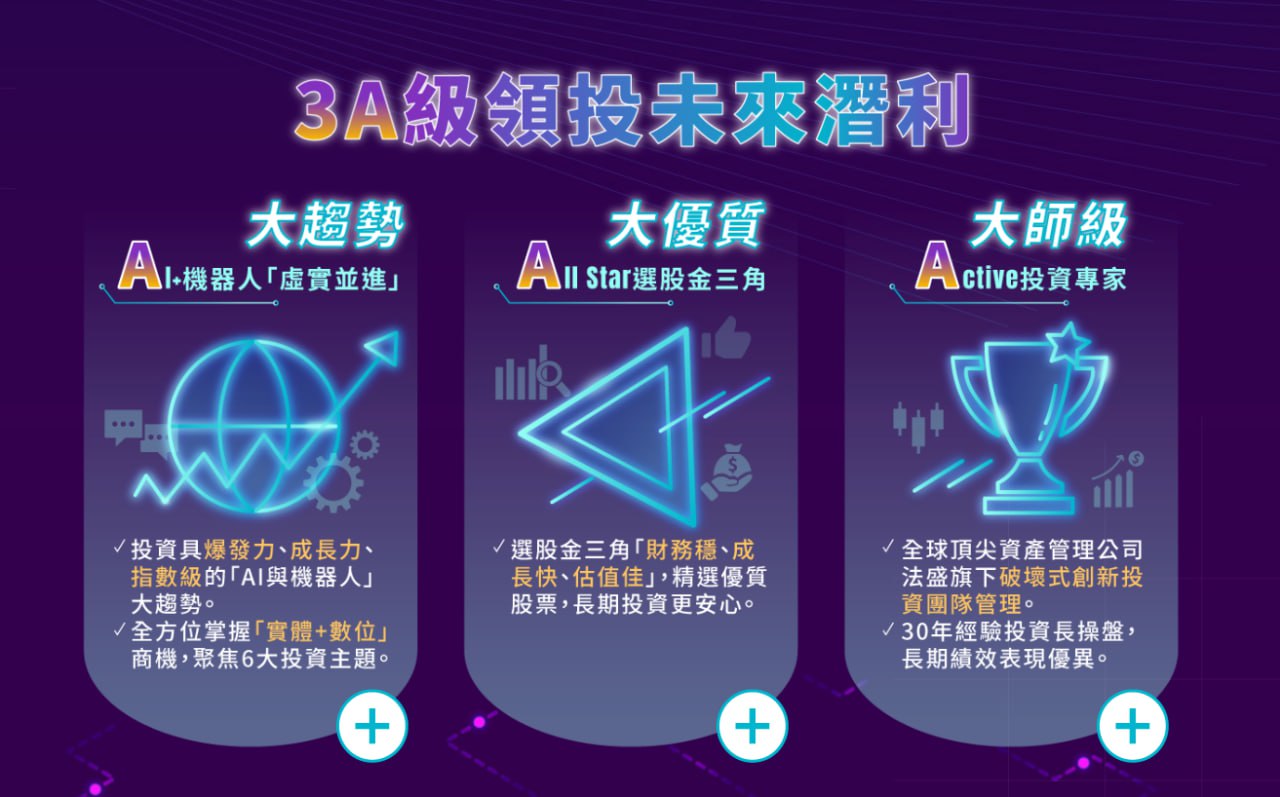 3A級領投未來潛利
大趨勢
AI+機器人「虛實並進」
✓投資具爆發力、成長力、
指數級的「AI與機器人」
大趨勢。
✓全方位掌握「實體+數位」
商機,聚焦6大投資主題。
大優質
All Star選股金三角
✓選股金三角「財務穩、成
長快、估值佳」,精選優質
股票,長期投資更安心。
大師級
Active投資專家
✓全球頂尖資產管理公司
法盛旗下破壞式創新投
資團隊管理。
✓30年經驗投資長操盤,
長期績效表現優異。